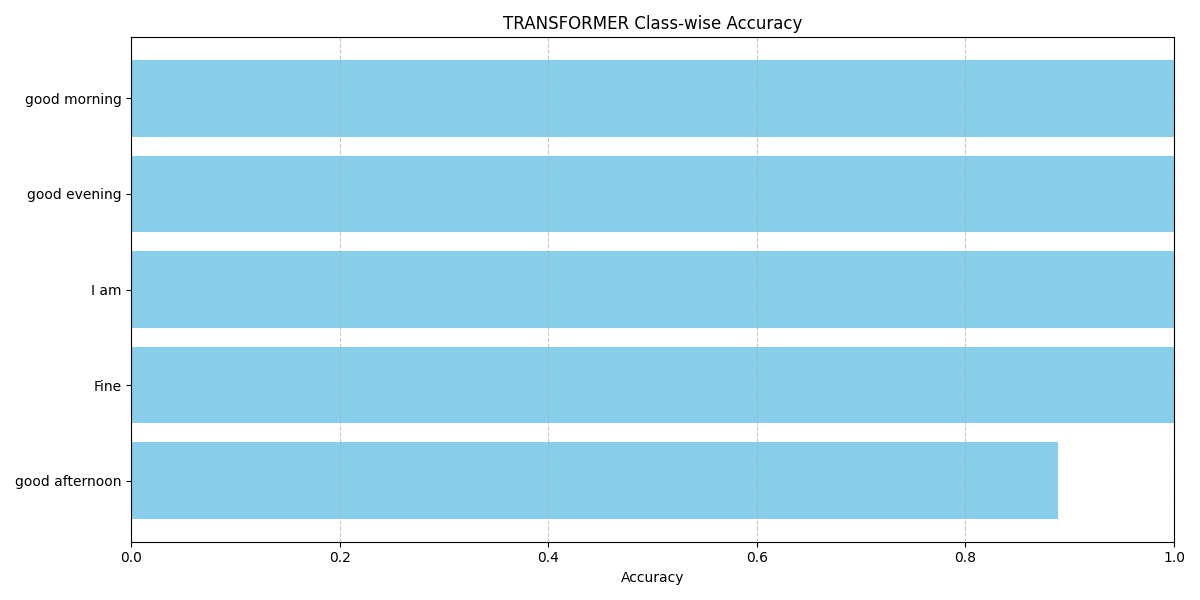 TRANSFORMER Class-wise Accuracy
good morning
good evening
I am
Fine
good afternoon
0.0 0.2 0.4 0.6 0.8 1.0
Accuracy